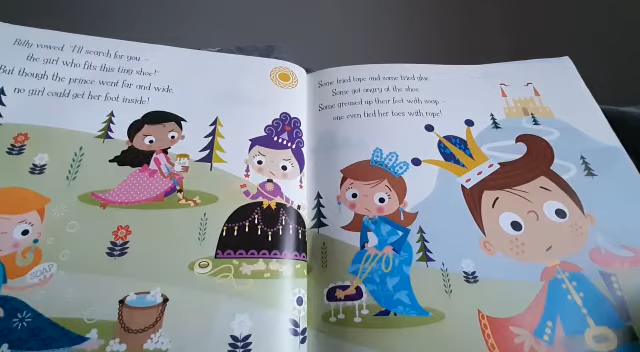 Billy vowed, "I'll search for you –
the girl who fits this tiny shoe!"
But though the prince went far and wide,
no girl could get her foot inside!
Some tried tape and some tried glue.
Some got angry at the shoe.
Some greased up their feet with soap –
one even tied her toes with rope!
SOAP